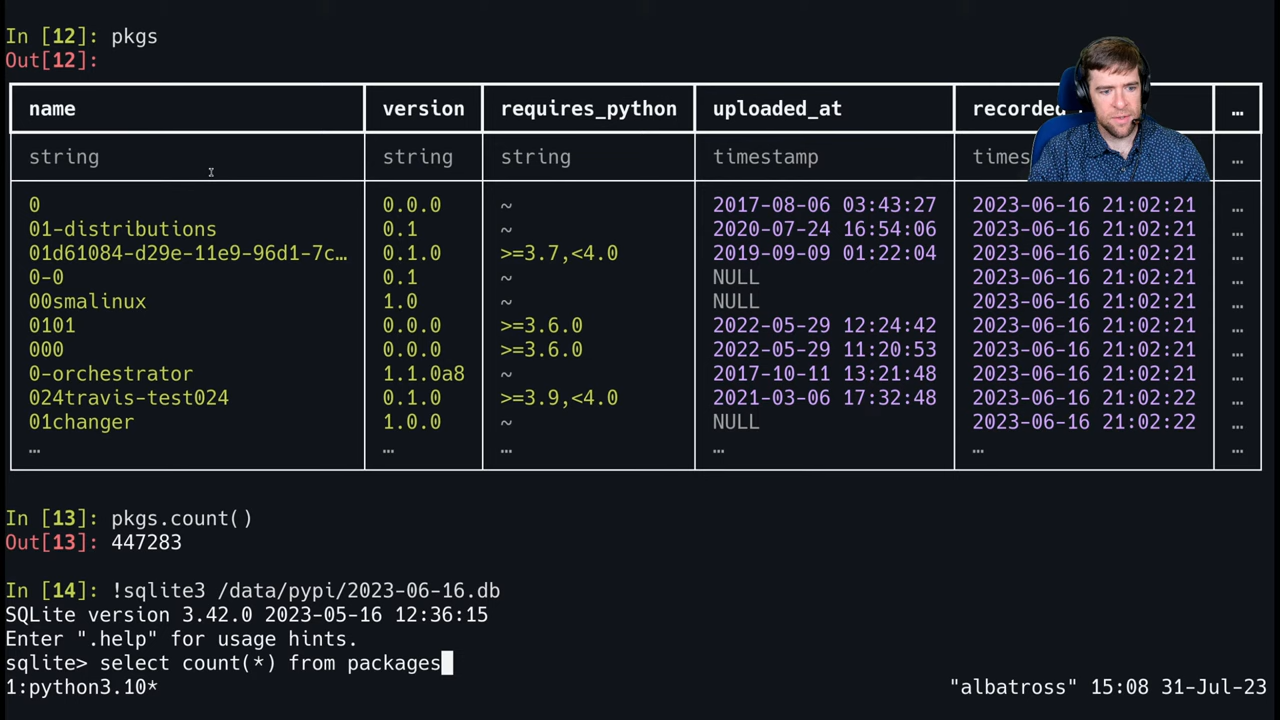 In [12]: pkgs
Out[12]:
name version requires_python uploaded_at recorded …
string string string timestamp times …
0 0.0.0 ~ 2017-08-06 03:43:27 2023-06-16 21:02:21 …
01-distributions 0.1 ~ 2020-07-24 16:54:06 2023-06-16 21:02:21 …
01d61084-d29e-11e9-96d1-7c… 0.1.0 >=3.7,<4.0 2019-09-09 01:22:04 2023-06-16 21:02:21 …
0-0 0.1 ~ NULL 2023-06-16 21:02:21 …
00smalinux 1.0 ~ NULL 2023-06-16 21:02:21 …
0101 0.0.0 >=3.6.0 2022-05-29 12:24:42 2023-06-16 21:02:21 …
000 0.0.0 >=3.6.0 2022-05-29 11:20:53 2023-06-16 21:02:21 …
0-orchestrator 1.1.0a8 ~ 2017-10-11 13:21:48 2023-06-16 21:02:21 …
024travis-test024 0.1.0 >=3.9,<4.0 2021-03-06 17:32:48 2023-06-16 21:02:22 …
01changer 1.0.0 ~ NULL 2023-06-16 21:02:22 …
… … … … … …
In [13]: pkgs.count()
Out[13]: 447283
In [14]: !sqlite3 /data/pypi/2023-06-16.db
SQLite version 3.42.0 2023-05-16 12:36:15
Enter ".help" for usage hints.
sqlite> select count(*) from packages
1:python3.10* "albatross" 15:08 31-Jul-23